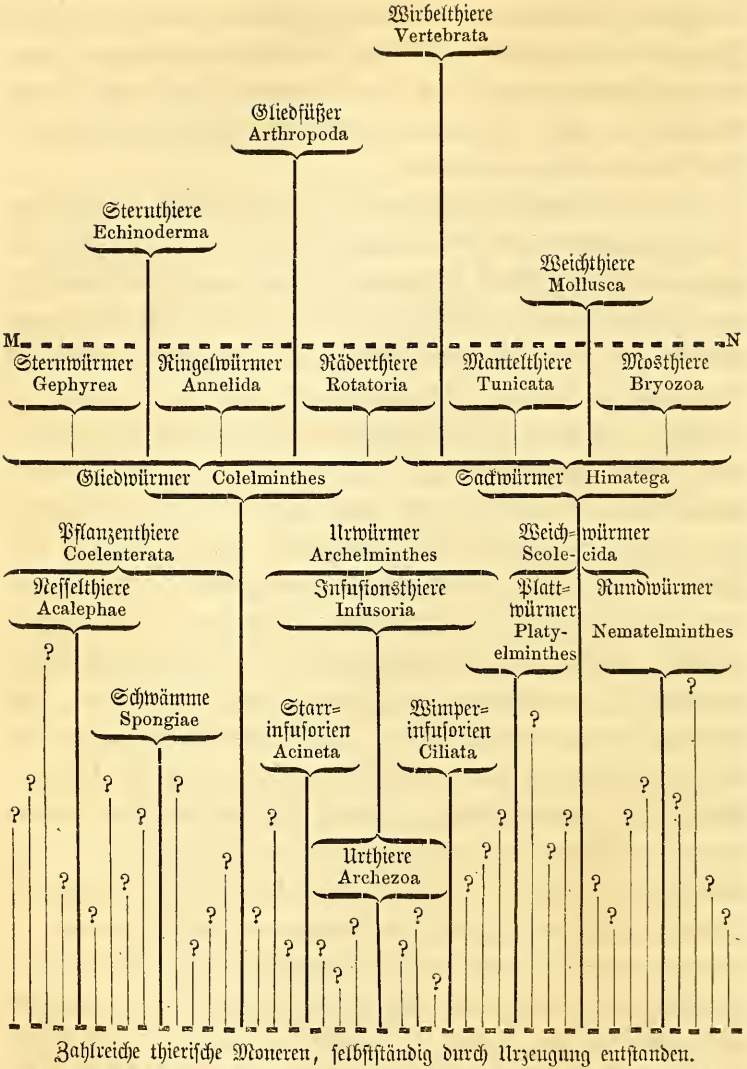 Wirbelthiere
Vertebrata
Gliedfüßer
Arthropoda
Sternthiere
Echinoderma
Weichthiere
Mollusca
M N
Sternwürmer Ringelwürmer Räderthiere Mantelthiere Mosthiere
Gephyrea Annelida Rotatoria Tunicata Bryozoa
Gliedwürmer Colelminthes Sackwürmer Himatega
Pflanzenthiere Urwürmer Weich=würmer
Coelenterata Archelminthes Scole-cida
Nesselthiere Infusionsthiere Platt= Rundwürmer
Acalephae Infusoria würmer
Platy- Nematelminthes
elminthes
?
?
Schwämme Starr= Wimper=
Spongiae infusorien infusorien
Acineta Ciliata
?
? ? ? ? ?
? ? ? ? ? ? ?
Urthiere
Archezoa
? ? ? ?
? ? ? ? ?
? ? ? ? ? ?
? ? ? ? ?
? ?
Zahlreiche thierische Moneren, selbstständig durch Urzeugung entstanden.